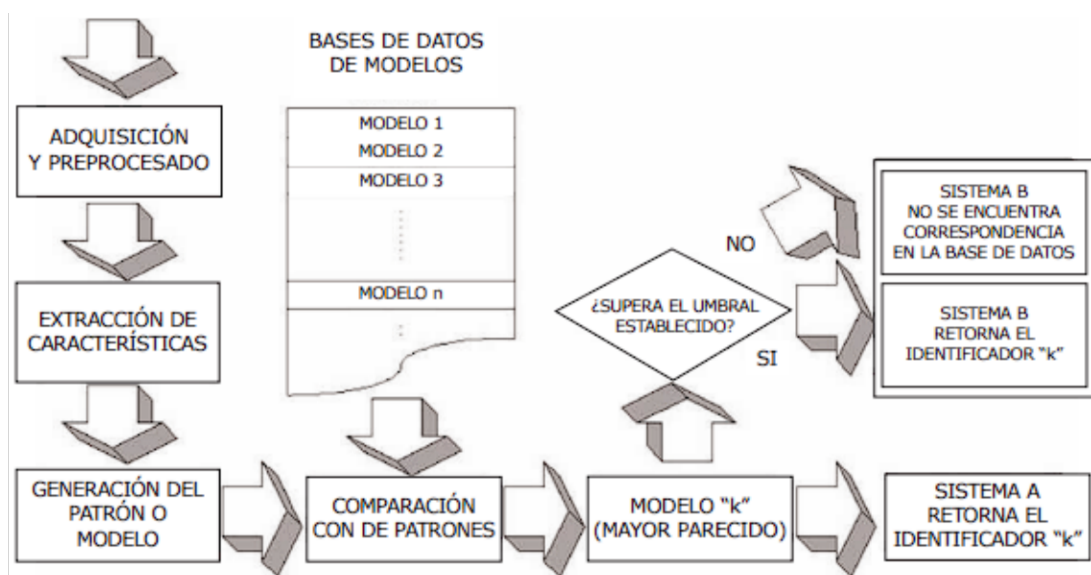 ADQUISICIÓN
Y PREPROCESADO
EXTRACCIÓN DE
CARACTERÍSTICAS
GENERACIÓN DEL
PATRÓN O
MODELO
BASES DE DATOS
DE MODELOS
MODELO 1
MODELO 2
MODELO 3
MODELO n
COMPARACIÓN
CON DE PATRONES
MODELO “k”
(MAYOR PARECIDO)
¿SUPERA EL UMBRAL
ESTABLECIDO?
NO
SI
SISTEMA B
NO SE ENCUENTRA
CORRESPONDENCIA
EN LA BASE DE DATOS
SISTEMA B
RETORNA EL
IDENTIFICADOR “k”
SISTEMA A
RETORNA EL
IDENTIFICADOR “k”